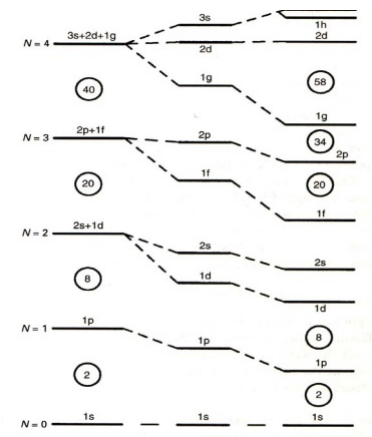 3s
1h
N = 4 3s+2d+1g 2d 2d
40 1g 58
1g
N = 3 2p+1f 2p 34
2p
20 1f 20
1f
N = 2 2s+1d
2s 2s
8 1d
1d
N = 1 1p 8
1p
1p
2 2
N = 0 1s 1s 1s